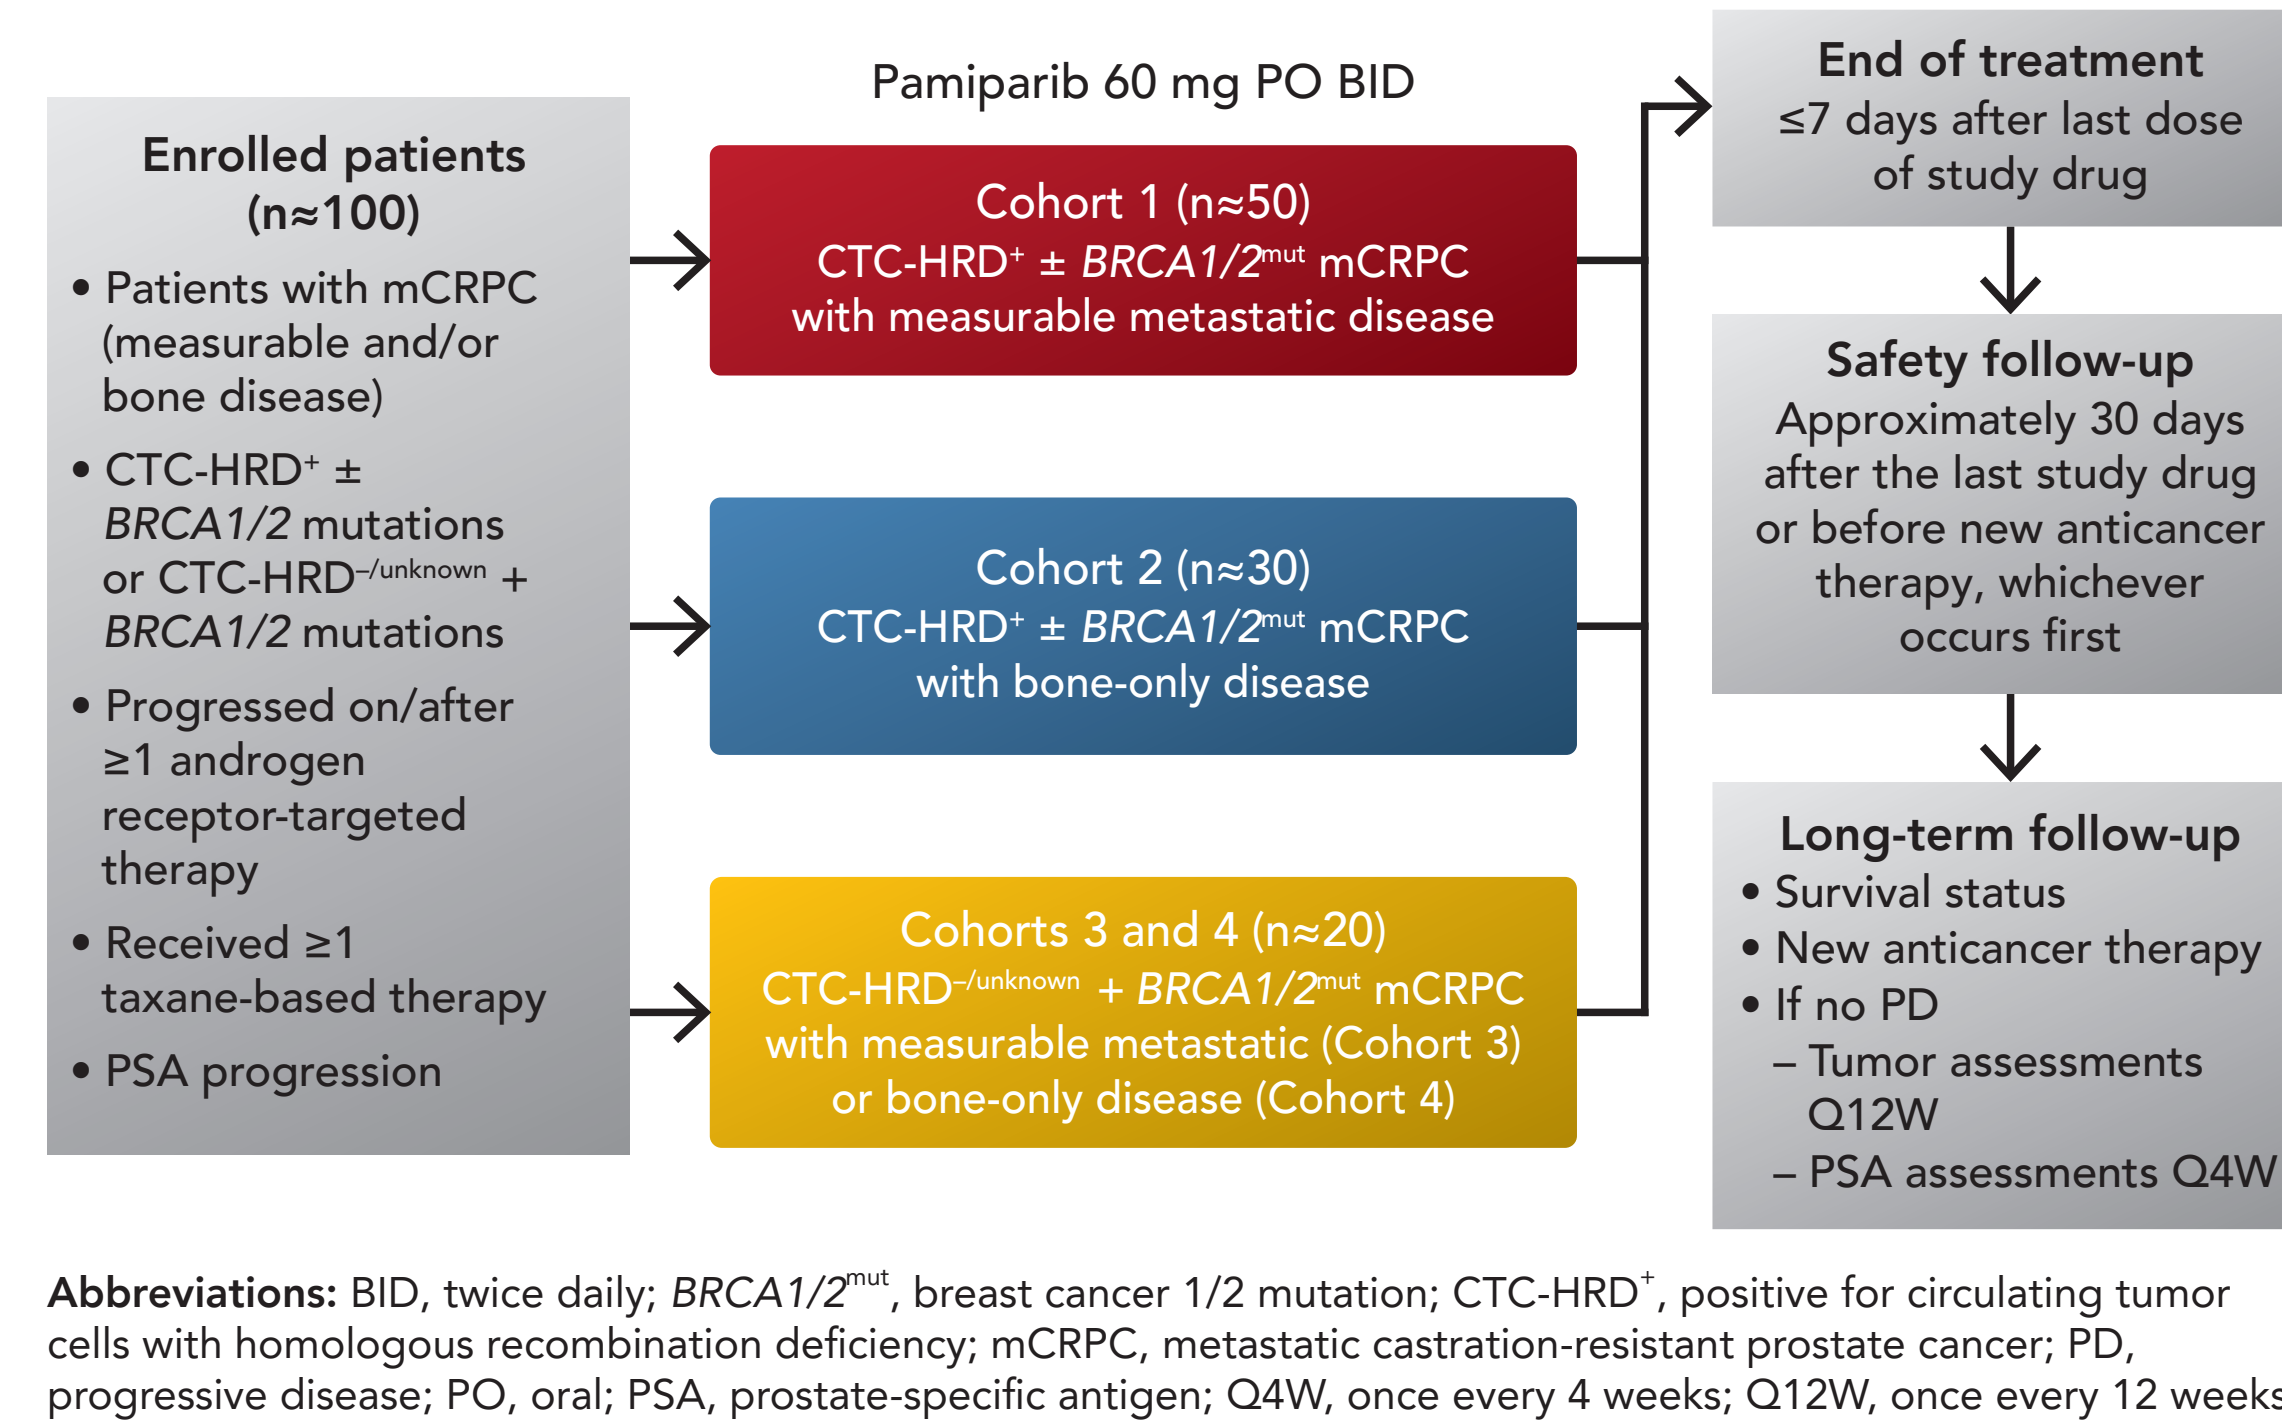 Enrolled patients
(n≈100)
• Patients with mCRPC
(measurable and/or
bone disease)
• CTC-HRD⁺ ±
BRCA1/2 mutations
or CTC-HRD⁻/unknown +
BRCA1/2 mutations
• Progressed on/after
≥1 androgen
receptor-targeted
therapy
• Received ≥1
taxane-based therapy
• PSA progression
Pamiparib 60 mg PO BID
Cohort 1 (n≈50)
CTC-HRD⁺ ± BRCA1/2mut mCRPC
with measurable metastatic disease
Cohort 2 (n≈30)
CTC-HRD⁺ ± BRCA1/2mut mCRPC
with bone-only disease
Cohorts 3 and 4 (n≈20)
CTC-HRD–/unknown + BRCA1/2mut mCRPC
with measurable metastatic (Cohort 3)
or bone-only disease (Cohort 4)
End of treatment
≤7 days after last dose
of study drug
Safety follow-up
Approximately 30 days
after the last study drug
or before new anticancer
therapy, whichever
occurs first
Long-term follow-up
• Survival status
• New anticancer therapy
• If no PD
– Tumor assessments
Q12W
– PSA assessments Q4W
Abbreviations: BID, twice daily; BRCA1/2mut, breast cancer 1/2 mutation; CTC-HRD⁺, positive for circulating tumor
cells with homologous recombination deficiency; mCRPC, metastatic castration-resistant prostate cancer; PD,
progressive disease; PO, oral; PSA, prostate-specific antigen; Q4W, once every 4 weeks; Q12W, once every 12 weeks